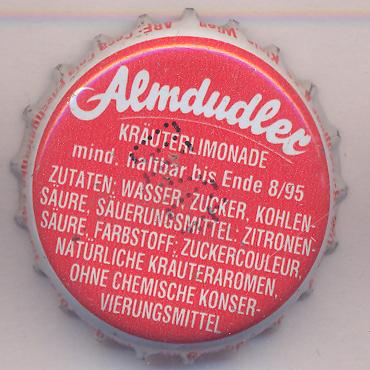 Almdudler
KRÄUTERLIMONADE
mind. haltbar bis Ende 8/95
ZUTATEN: WASSER, ZUCKER, KOHLEN-
SÄURE, SÄUERUNGSMITTEL: ZITRONEN-
SÄURE, FARBSTOFF: ZUCKERCOULEUR,
NATÜRLICHE KRÄUTERAROMEN,
OHNE CHEMISCHE KONSER-
VIERUNGSMITTEL